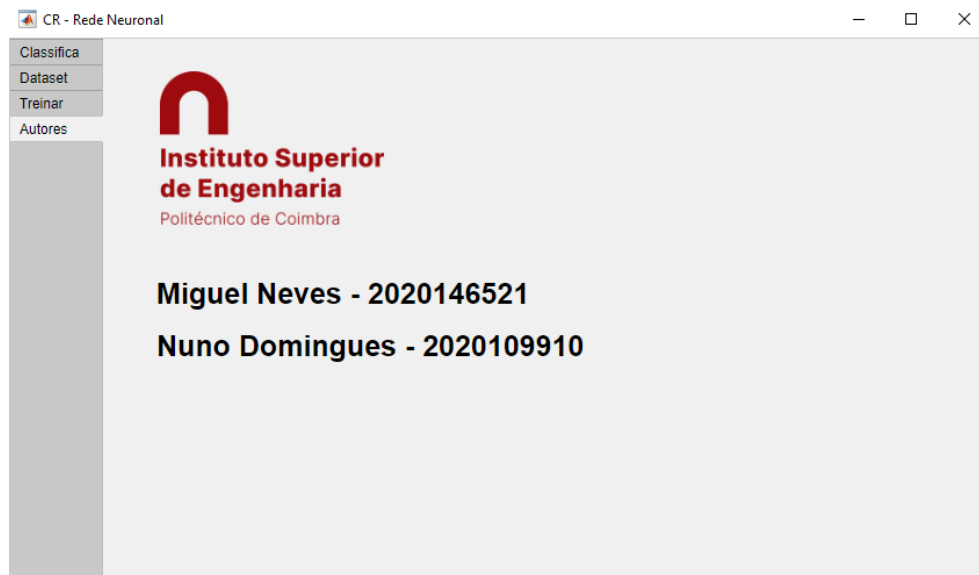 CR - Rede Neuronal
Classifica
Dataset
Treinar
Autores
Instituto Superior
de Engenharia
Politécnico de Coimbra
Miguel Neves - 2020146521
Nuno Domingues - 2020109910